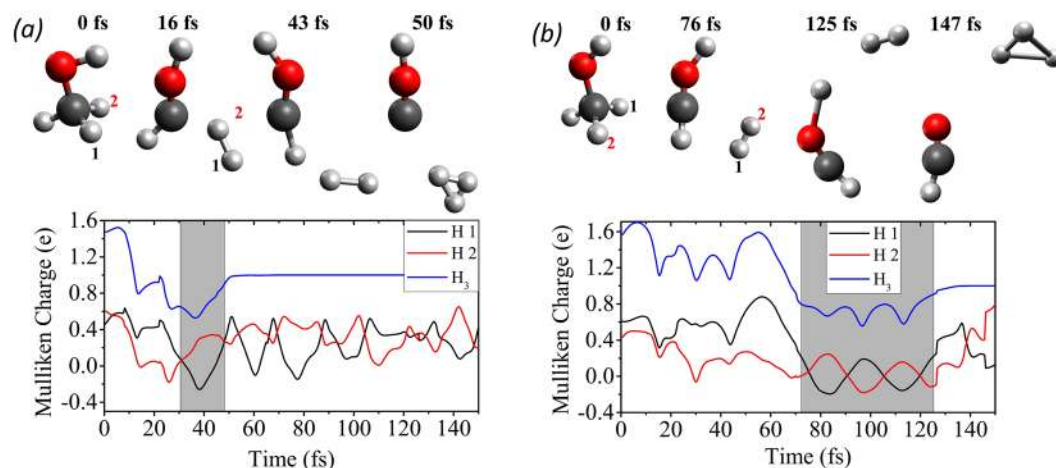 (a) 0 fs 16 fs 43 fs 50 fs
2
1
2
1
1.6
1.2
0.8
0.4
0.0
-0.4
Mulliken Charge (e)
H 1
H 2
H3
0 20 40 60 80 100 120 140
Time (fs)
(b) 0 fs 76 fs 125 fs 147 fs
1
2
2
1
1.6
1.2
0.8
0.4
0.0
-0.4
Mulliken Charge (e)
H 1
H 2
H3
0 20 40 60 80 100 120 140
Time (fs)